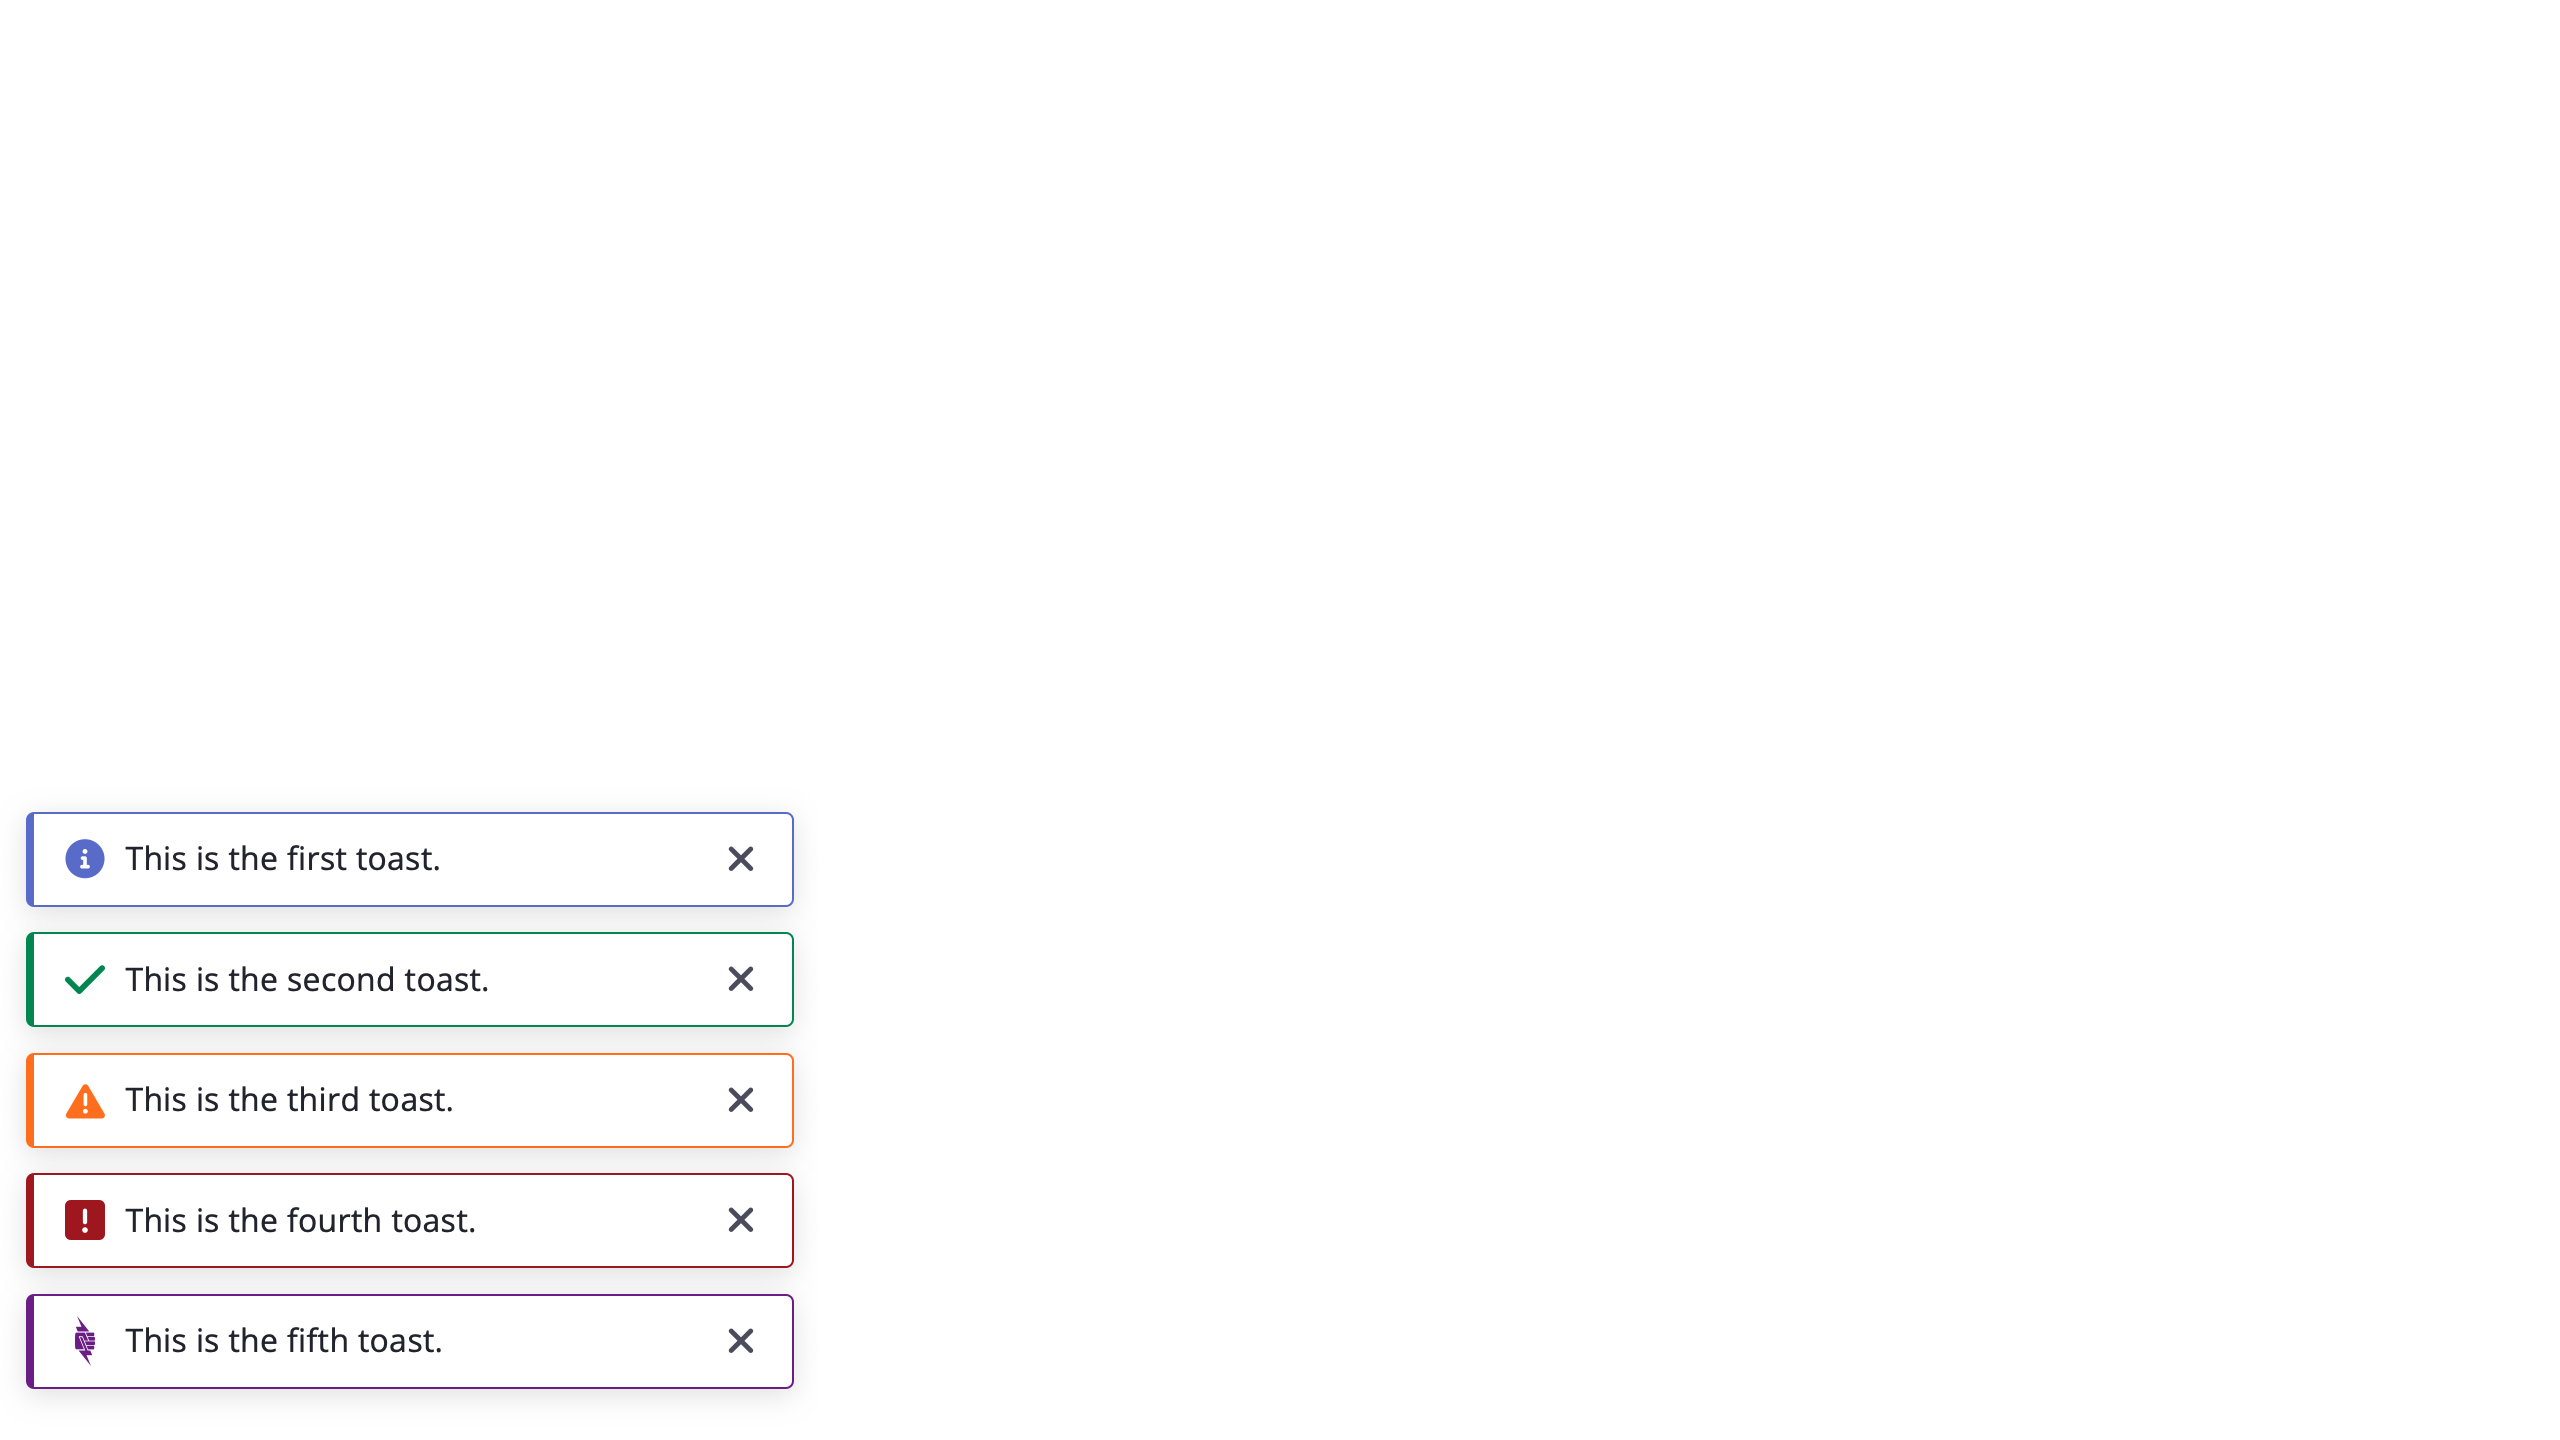 This is the first toast.
This is the second toast.
This is the third toast.
This is the fourth toast.
This is the fifth toast.